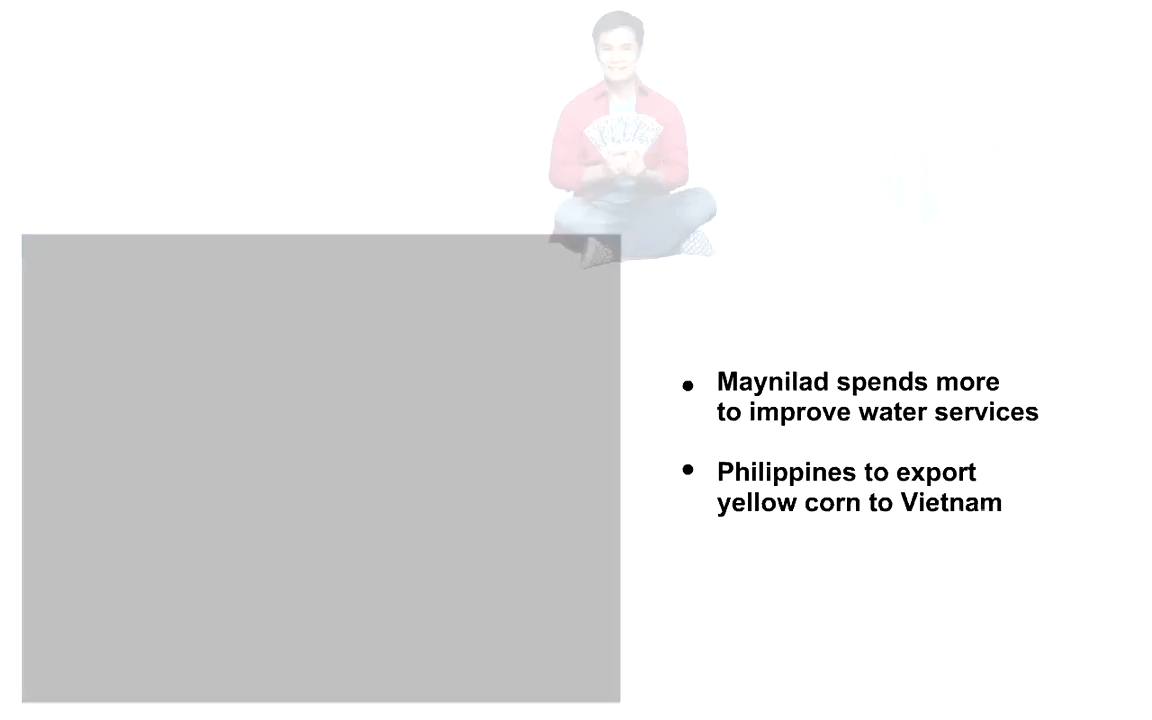 • Maynilad spends more
to improve water services
• Philippines to export
yellow corn to Vietnam